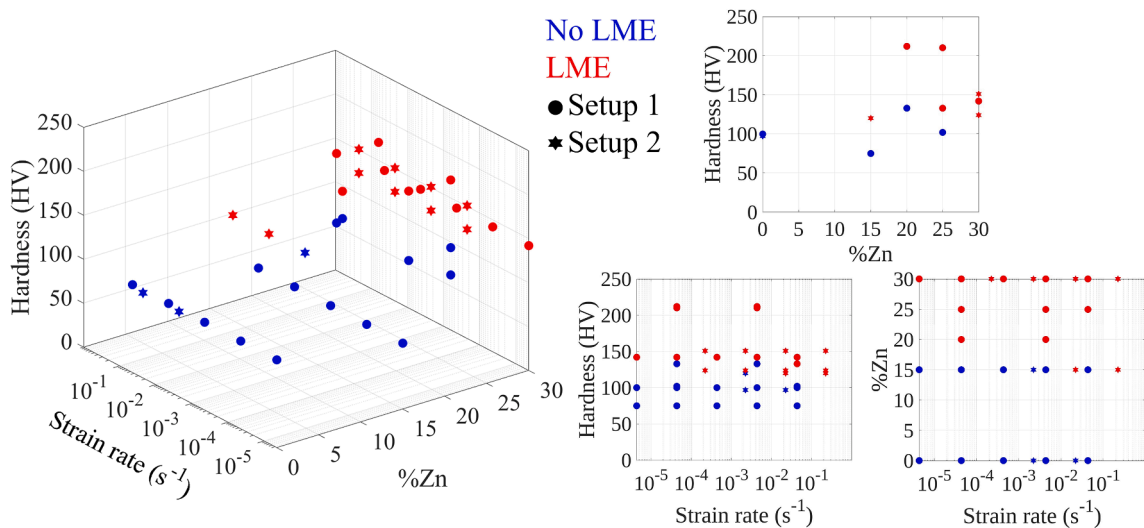 250
200
150
100
50
0
Hardness (HV)
10⁻¹
10⁻²
10⁻³
10⁻⁴
10⁻⁵
Strain rate (s⁻¹)
0
5
10
15
20
25
30
%Zn
No LME
LME
Setup 1
Setup 2
250
200
150
100
50
0
Hardness (HV)
0 5 10 15 20 25 30
%Zn
250
200
150
100
50
0
Hardness (HV)
10⁻⁵ 10⁻⁴ 10⁻³ 10⁻² 10⁻¹
Strain rate (s⁻¹)
30
25
20
15
10
5
0
%Zn
10⁻⁵ 10⁻⁴ 10⁻³ 10⁻² 10⁻¹
Strain rate (s⁻¹)